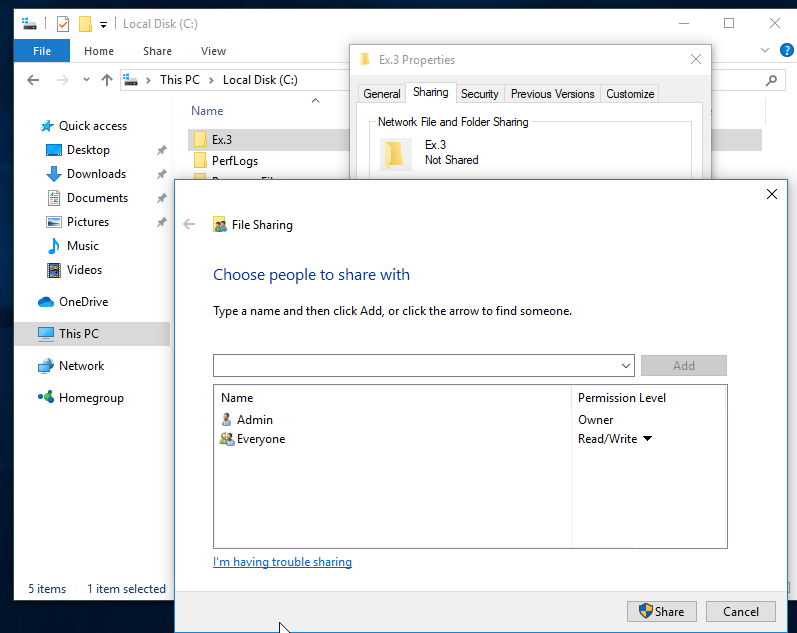 Local Disk (C:)
File Home Share View
This PC > Local Disk (C:)
Ex.3 Properties
General Sharing Security Previous Versions Customize
Network File and Folder Sharing
Ex.3
Not Shared
Name
Quick access
Desktop
Downloads
Documents
Pictures
Music
Videos
OneDrive
This PC
Network
Homegroup
Ex.3
PerfLogs
5 items 1 item selected
File Sharing
Choose people to share with
Type a name and then click Add, or click the arrow to find someone.
Add
Name Permission Level
Admin Owner
Everyone Read/Write
I'm having trouble sharing
Share Cancel